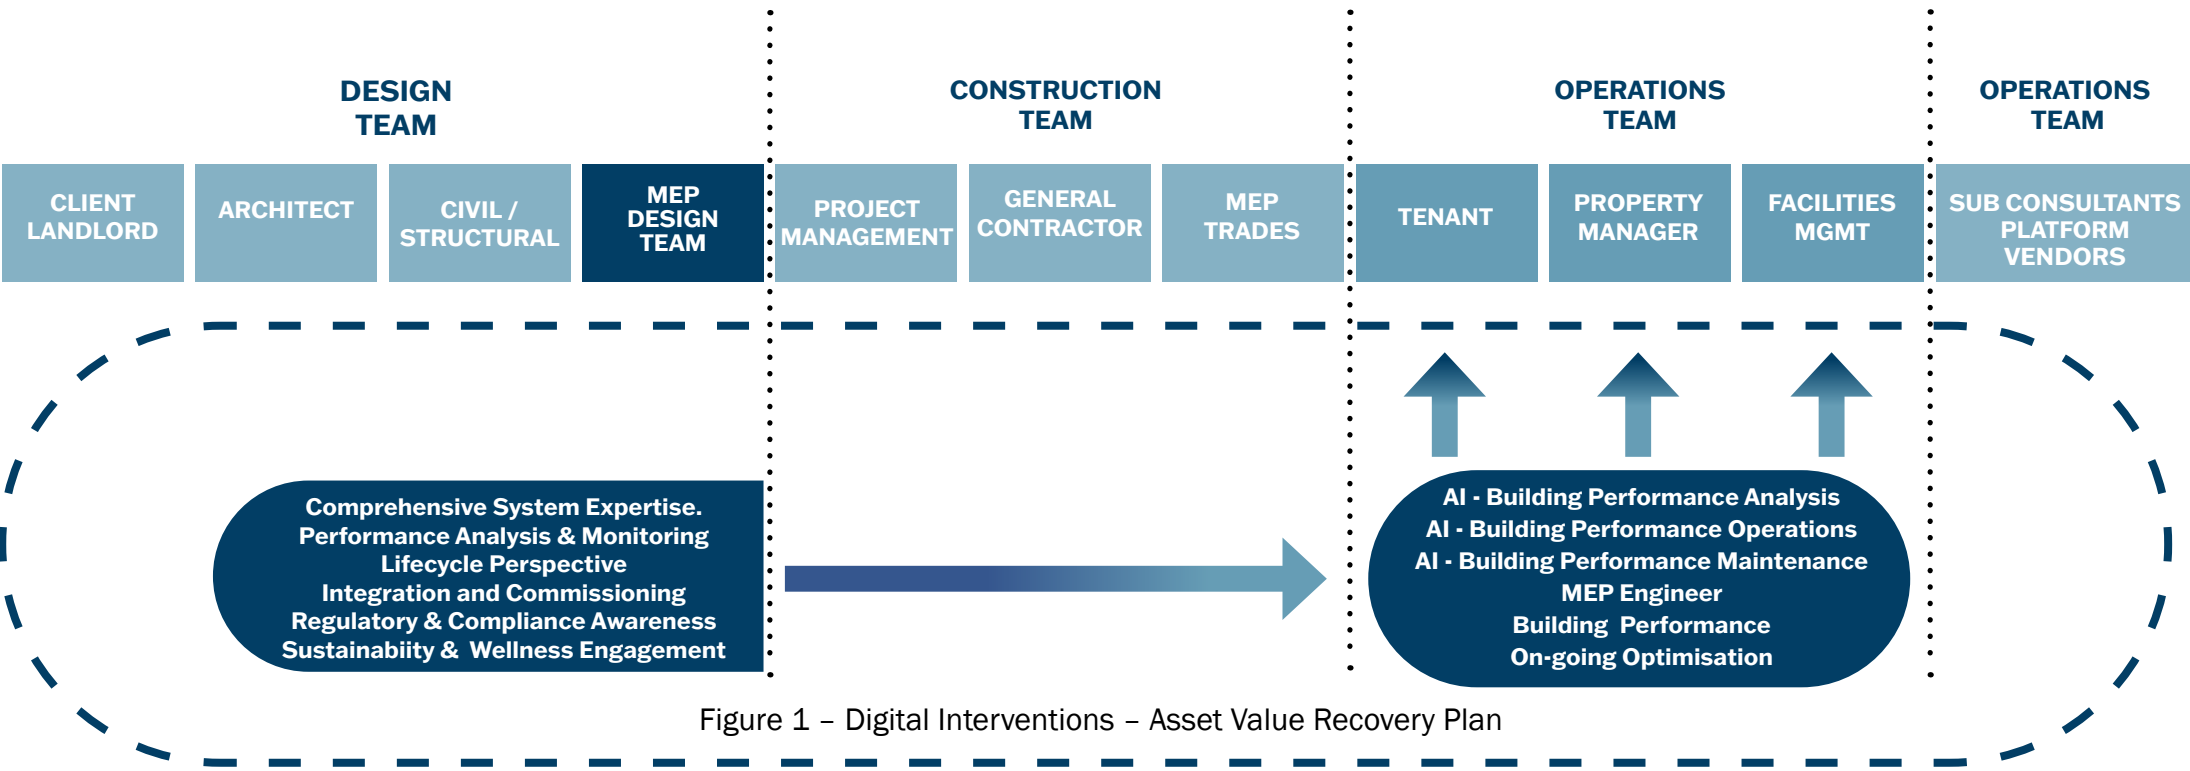 DESIGN
TEAM
CONSTRUCTION
TEAM
OPERATIONS
TEAM
OPERATIONS
TEAM
CLIENT
LANDLORD
ARCHITECT
CIVIL /
STRUCTURAL
MEP
DESIGN
TEAM
PROJECT
MANAGEMENT
GENERAL
CONTRACTOR
MEP
TRADES
TENANT
PROPERTY
MANAGER
FACILITIES
MGMT
SUB CONSULTANTS
PLATFORM
VENDORS
Comprehensive System Expertise.
Performance Analysis & Monitoring
Lifecycle Perspective
Integration and Commissioning
Regulatory & Compliance Awareness
Sustainabiity & Wellness Engagement
AI - Building Performance Analysis
AI - Building Performance Operations
AI - Building Performance Maintenance
MEP Engineer
Building Performance
On-going Optimisation
Figure 1 – Digital Interventions – Asset Value Recovery Plan